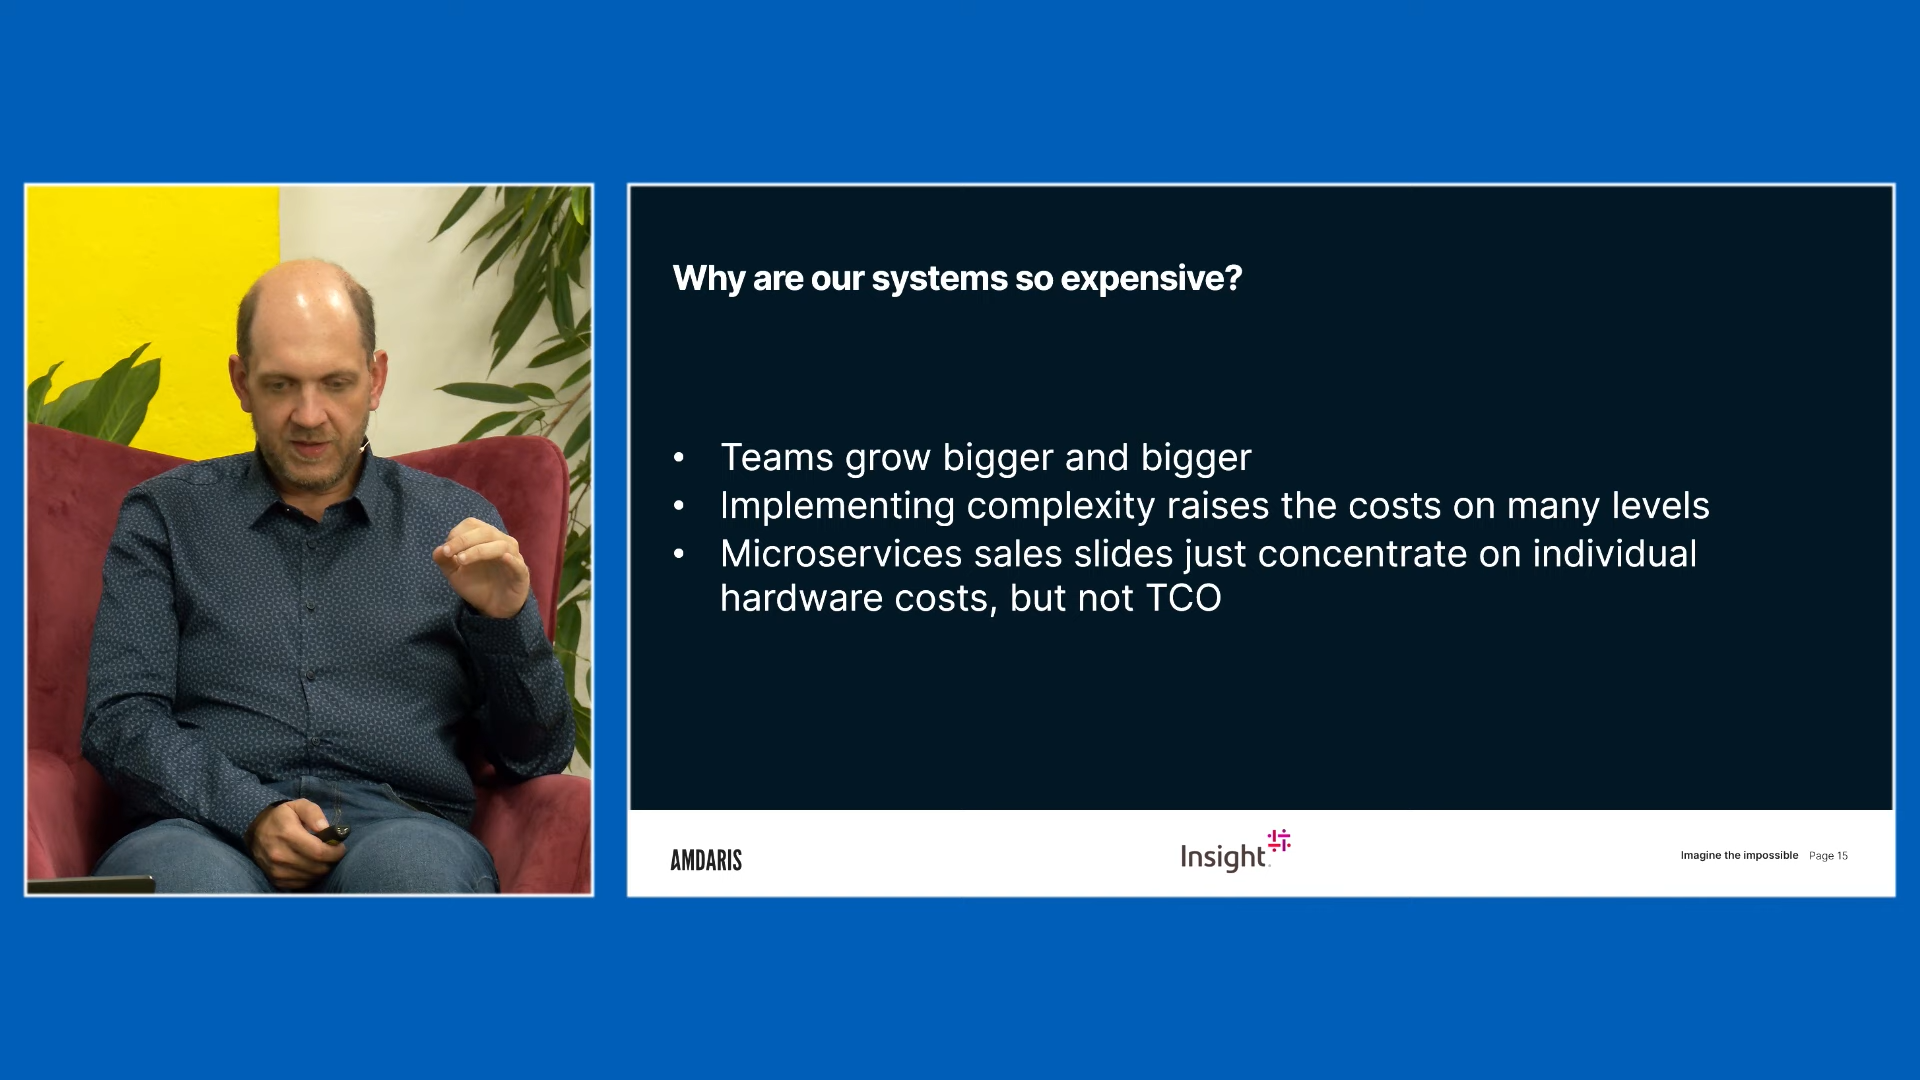 Why are our systems so expensive?
• Teams grow bigger and bigger
• Implementing complexity raises the costs on many levels
• Microservices sales slides just concentrate on individual
hardware costs, but not TCO
AMDARIS
Insight
Imagine the impossible Page 15